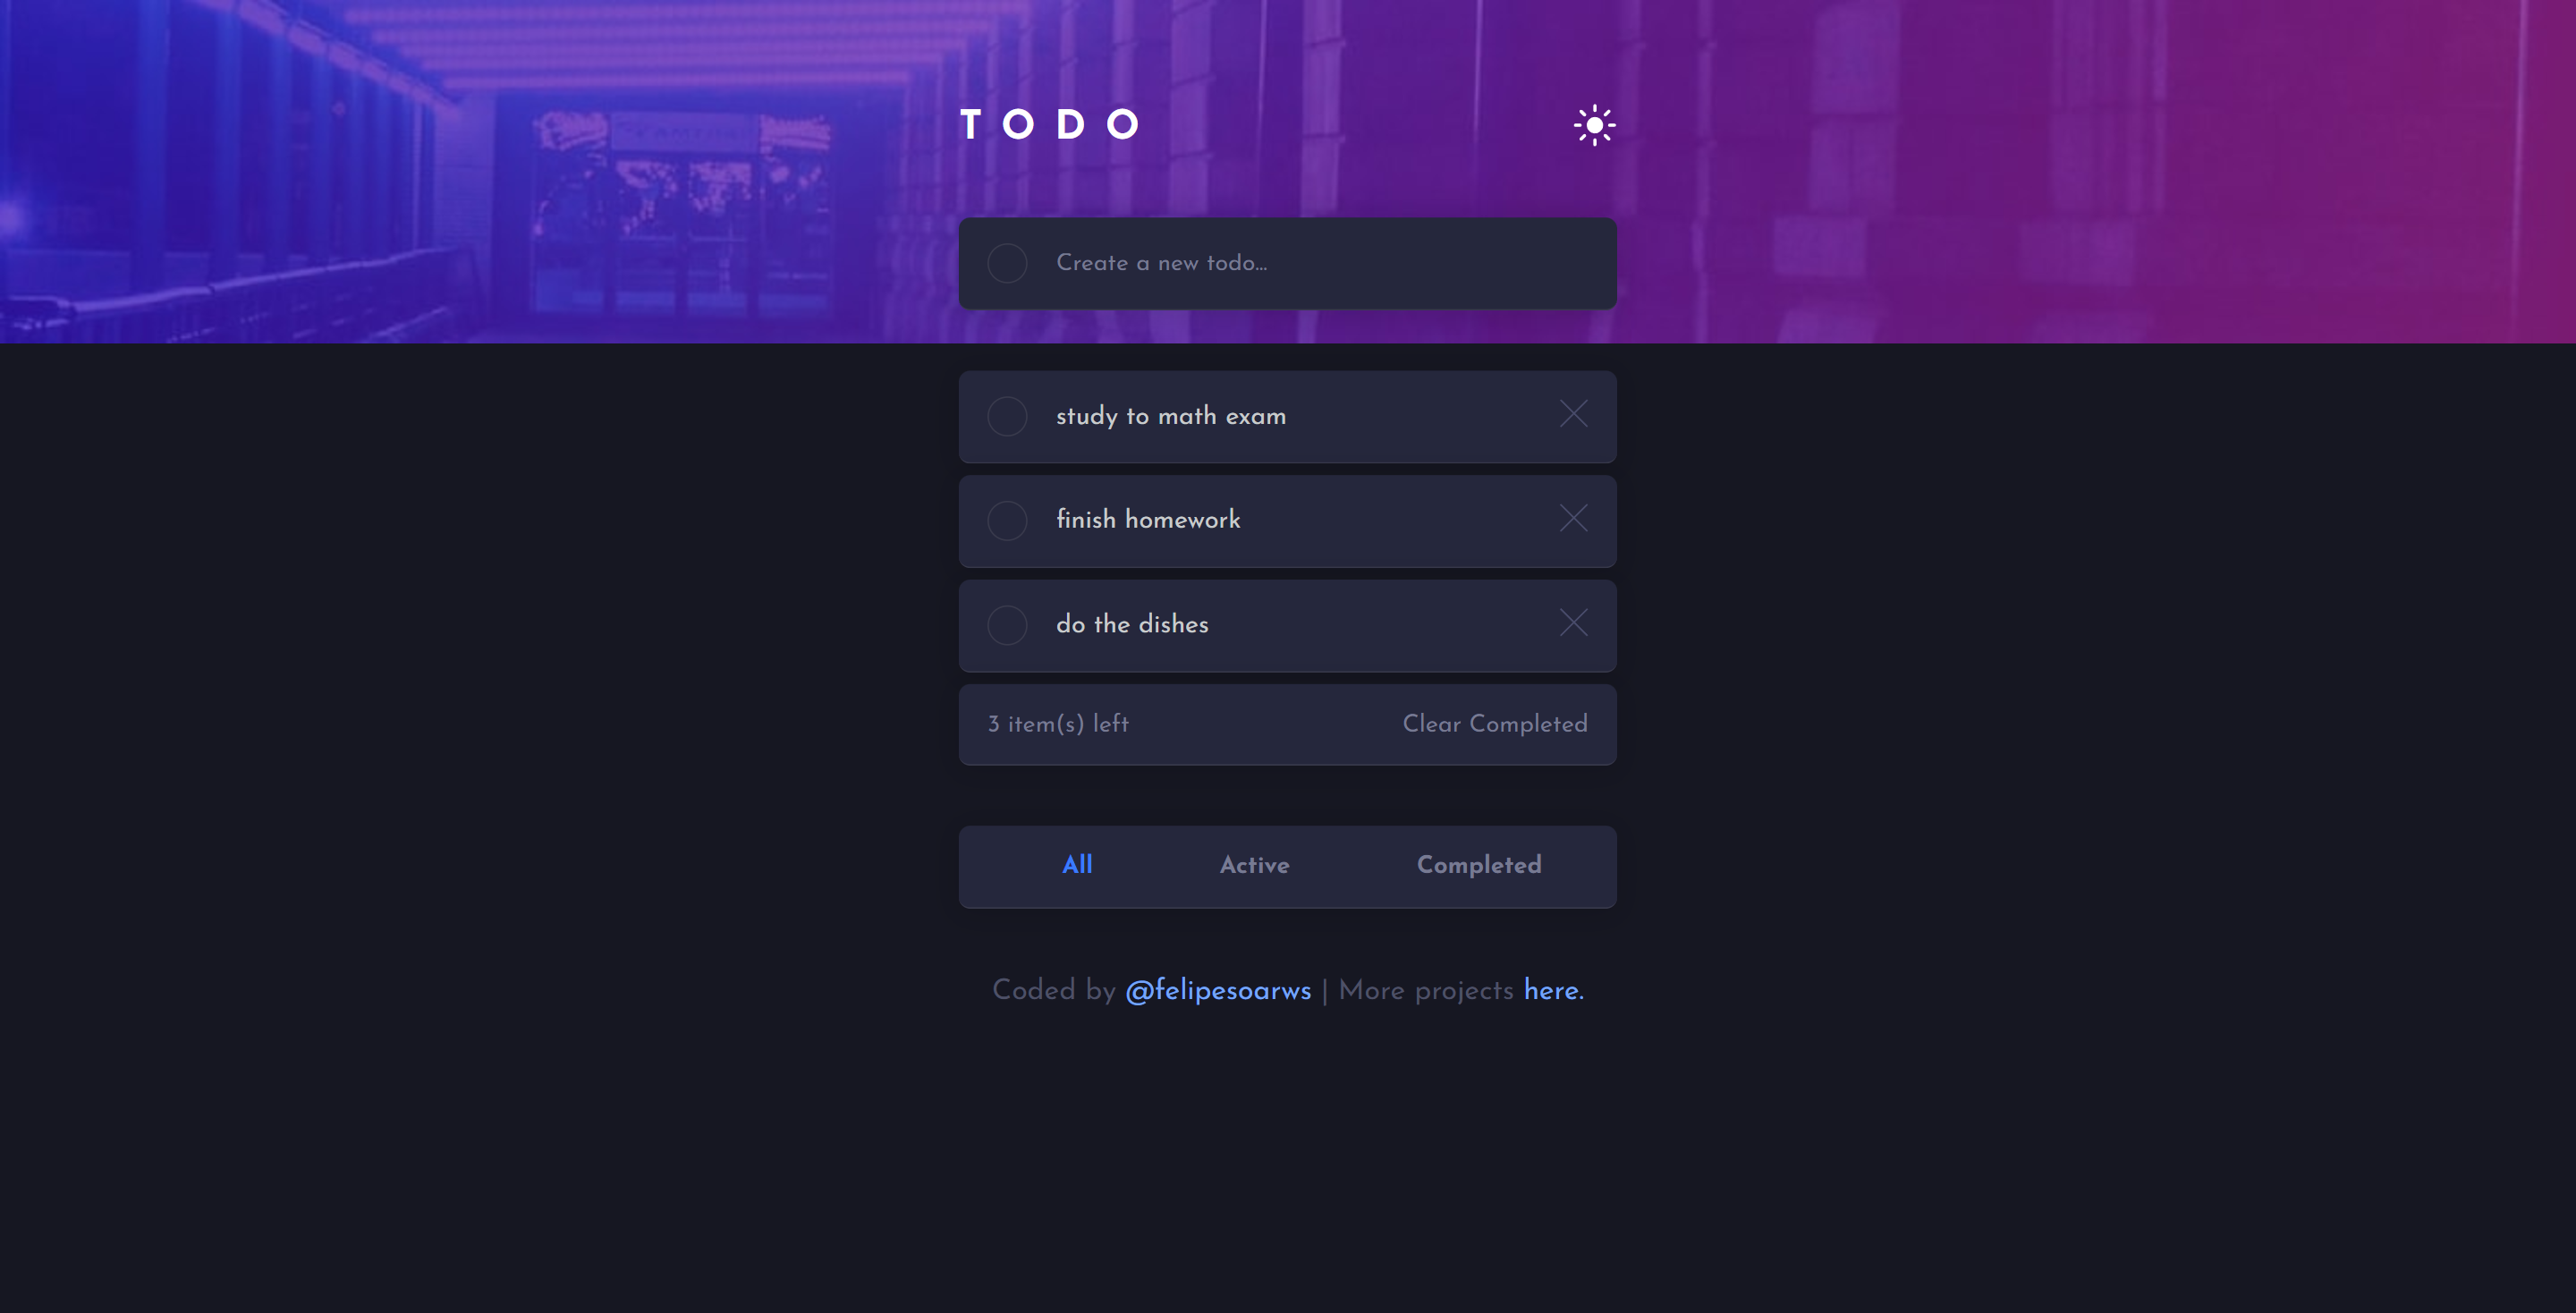 TODO
Create a new todo...
study to math exam
finish homework
do the dishes
3 item(s) left
Clear Completed
All
Active
Completed
Coded by @felipesoarws | More projects here.